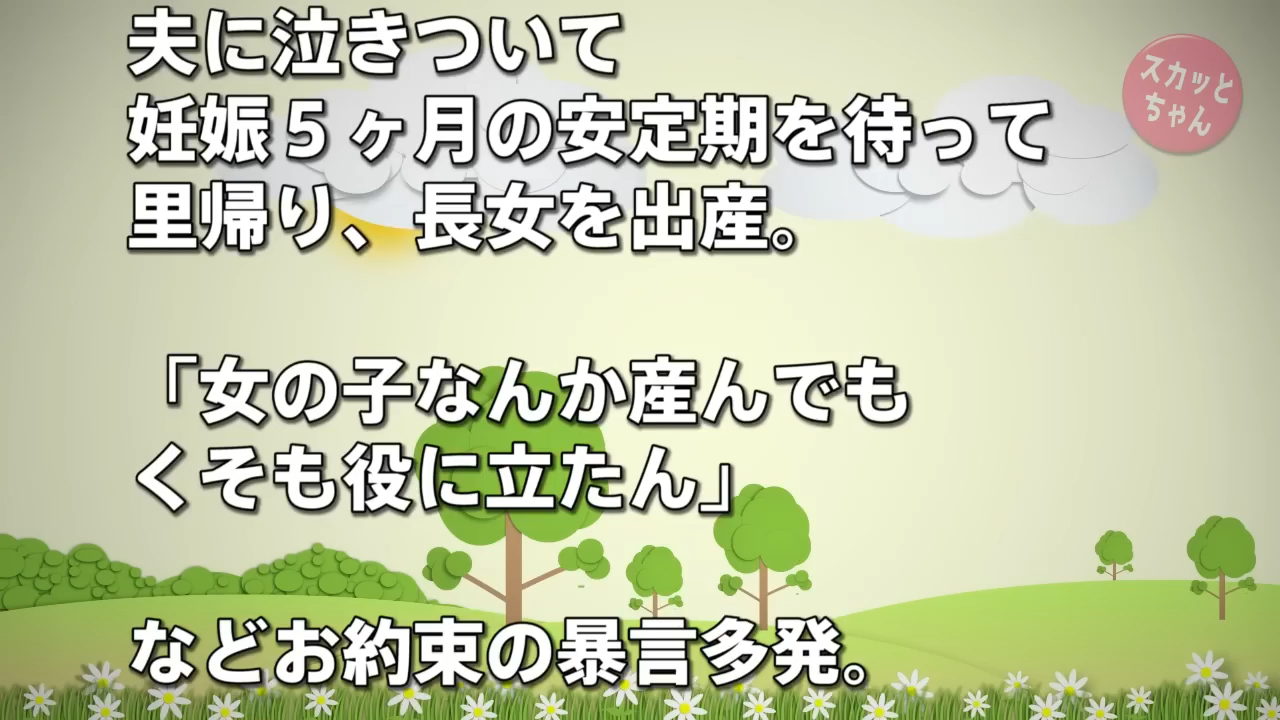 夫に泣きついて
妊娠５ヶ月の安定期を待って
里帰り、長女を出産。
「女の子なんか産んでも
くそも役に立たん」
などお約束の暴言多発。
スカッと
ちゃん